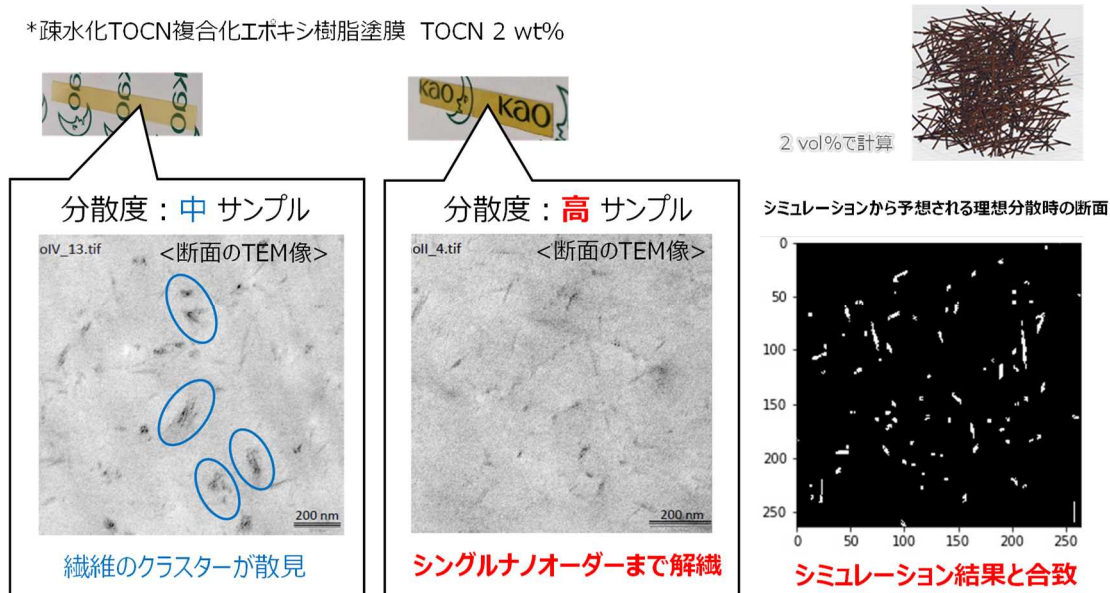 *疎水化TOCN複合化エポキシ樹脂塗膜 TOCN 2 wt%
kao
kao
kao
kao
kao
2 vol%で計算
分散度：中 サンプル
oIV_13.tif
<断面のTEM像>
200 nm
繊維のクラスターが散見
分散度：高 サンプル
oII_4.tif
<断面のTEM像>
200 nm
シングルナノオーダーまで解繊
シミュレーションから予想される理想分散時の断面
0
50
100
150
200
250
0 50 100 150 200 250
シミュレーション結果と合致